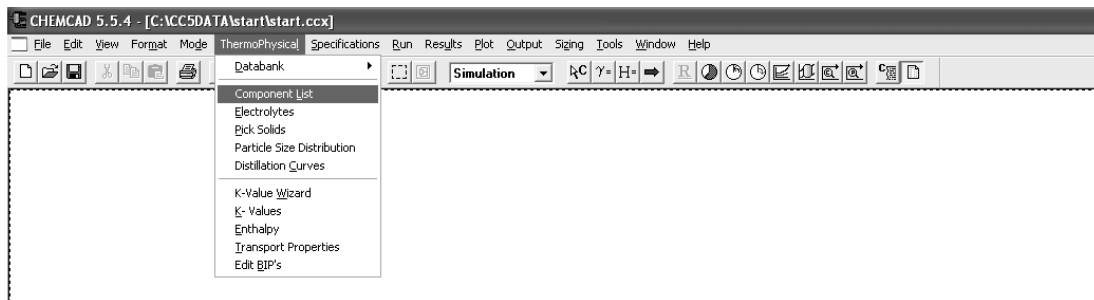 CHEMCAD 5.5.4 - [C:\CC5DATA\start\start.ccx]
File Edit View Format Mode ThermoPhysical Specifications Run Results Plot Output Sizing Tools Window Help
Databank
Simulation C γ= H= R C
Component List
Electrolytes
Pick Solids
Particle Size Distribution
Distillation Curves
K-Value Wizard
K- Values
Enthalpy
Transport Properties
Edit BIP's